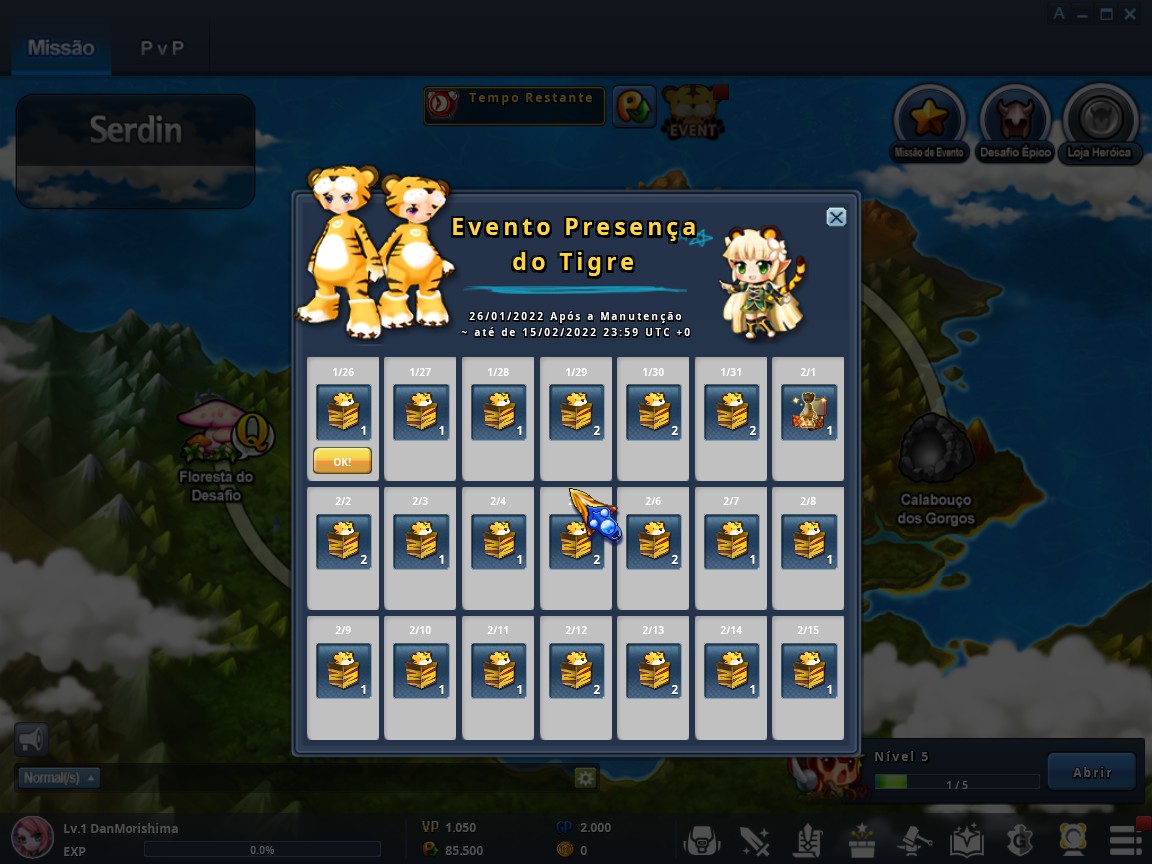 A
Missão
P v P
Serdin
Tempo Restante
EVENT
Missão de Evento
Desafio Épico
Loja Heróica
Evento Presença
do Tigre
26/01/2022 Após a Manutenção
~ até de 15/02/2022 23:59 UTC +0
1/26 1/27 1/28 1/29 1/30 1/31 2/1
1 1 1 2 2 2 1
OK!
Q
Floresta do
Desafio
Calabouço
dos Gorgos
2/2 2/3 2/4 2/6 2/7 2/8
2 1 1 2 2 1 1
2/9 2/10 2/11 2/12 2/13 2/14 2/15
1 1 1 2 2 1 1
Normal(/s)
Nível 5
1 / 5
Abrir
Lv.1 DanMorishima
EXP
0.0%
VP 1.050
GP 2.000
85.500
0